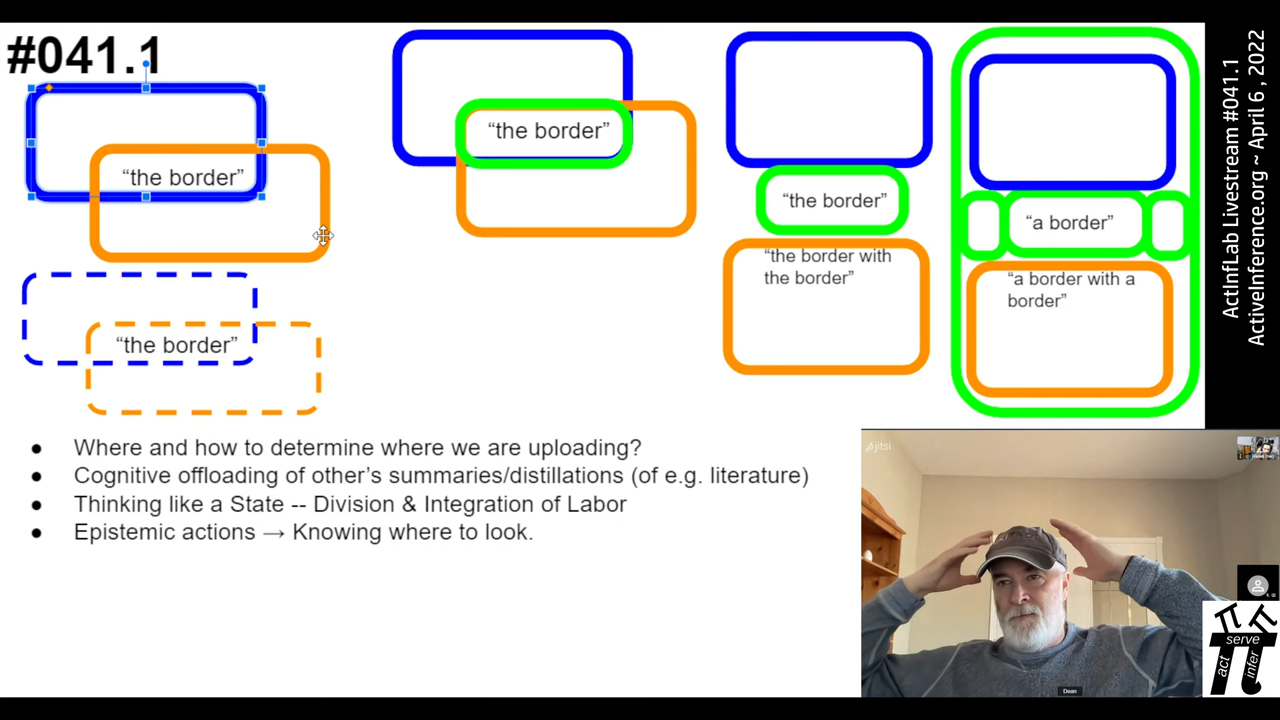 #041.1
“the border”
“the border”
“the border”
“the border”
“the border with
the border”
“a border”
“a border with a
border”
Where and how to determine where we are uploading?
Cognitive offloading of other’s summaries/distillations (of e.g. literature)
Thinking like a State -- Division & Integration of Labor
Epistemic actions → Knowing where to look.
ActInfLab Livestream #041.1
ActiveInference.org ~ April 6 , 2022
jitsi
Dean
act
serve
infer